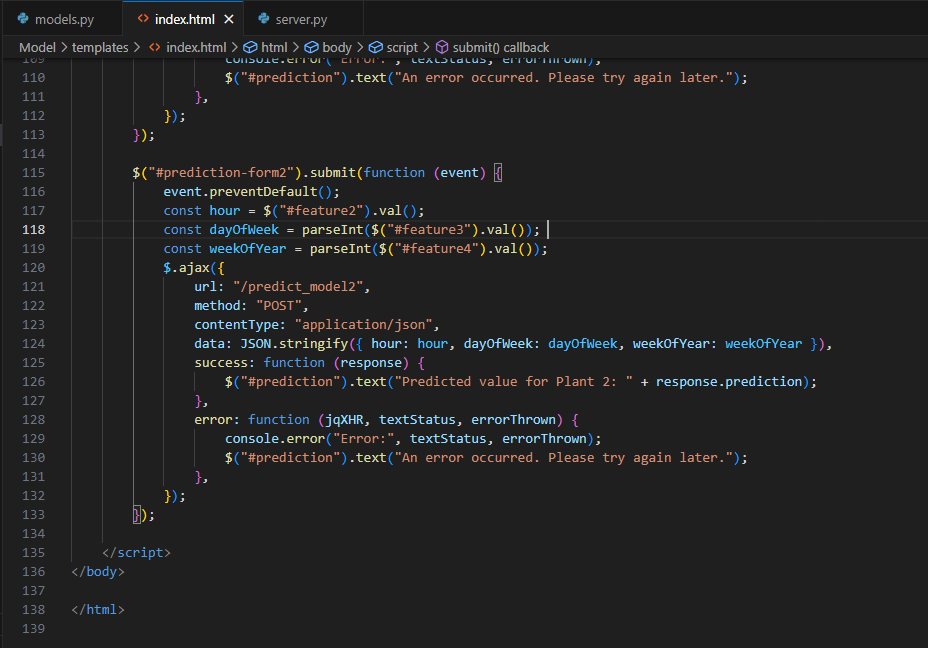 models.py index.html server.py
Model > templates > index.html > html > body > script > submit() callback
109 console.error("Error:", textStatus, errorThrown);
110 $("#prediction").text("An error occurred. Please try again later.");
111 },
112 });
113 });
114
115 $("#prediction-form2").submit(function (event) {
116 event.preventDefault();
117 const hour = $("#feature2").val();
118 const dayOfWeek = parseInt($("#feature3").val());
119 const weekOfYear = parseInt($("#feature4").val());
120 $.ajax({
121 url: "/predict_model2",
122 method: "POST",
123 contentType: "application/json",
124 data: JSON.stringify({ hour: hour, dayOfWeek: dayOfWeek, weekOfYear: weekOfYear }),
125 success: function (response) {
126 $("#prediction").text("Predicted value for Plant 2: " + response.prediction);
127 },
128 error: function (jqXHR, textStatus, errorThrown) {
129 console.error("Error:", textStatus, errorThrown);
130 $("#prediction").text("An error occurred. Please try again later.");
131 },
132 });
133 });
134
135 </script>
136 </body>
137
138 </html>
139